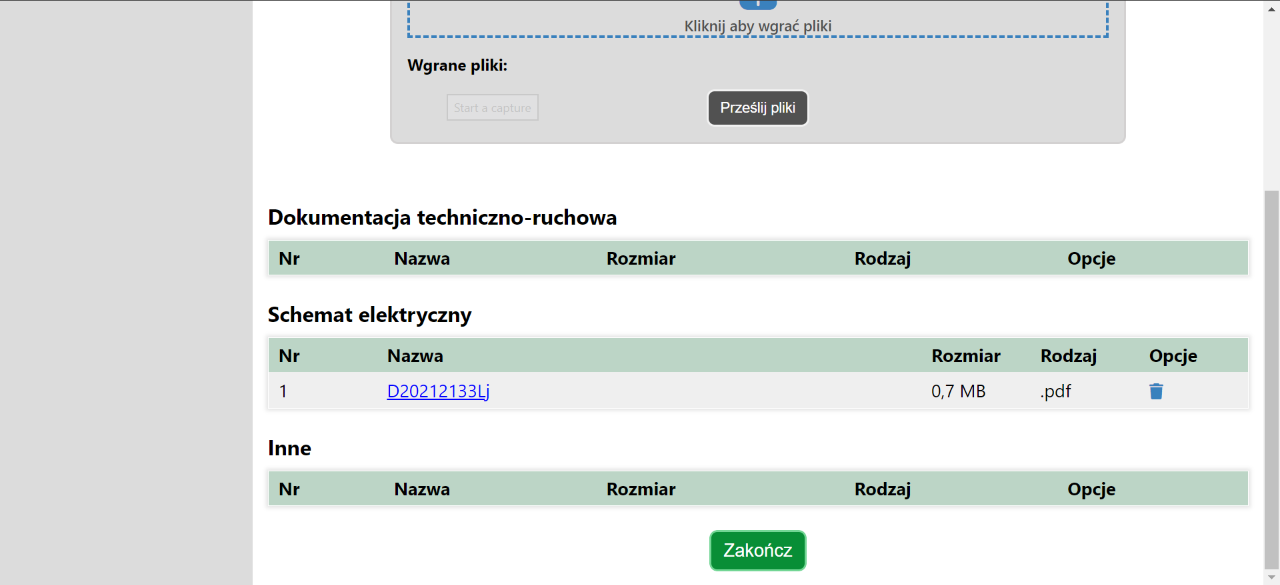 Kliknij aby wgrać pliki
Wgrane pliki:
Start a capture Prześlij pliki
Dokumentacja techniczno-ruchowa
Nr Nazwa Rozmiar Rodzaj Opcje
Schemat elektryczny
Nr Nazwa Rozmiar Rodzaj Opcje
1 D20212133Lj 0,7 MB .pdf
Inne
Nr Nazwa Rozmiar Rodzaj Opcje
Zakończ